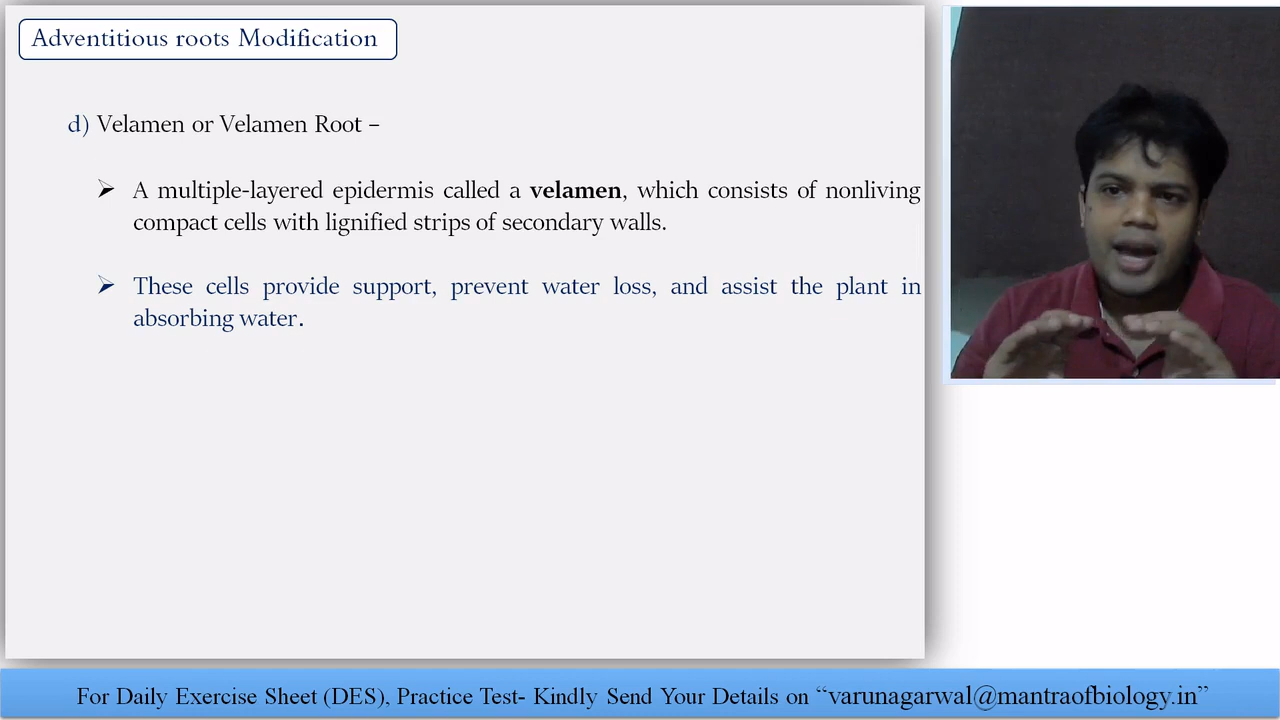 Adventitious roots Modification
d) Velamen or Velamen Root –
➢ A multiple-layered epidermis called a velamen, which consists of nonliving
compact cells with lignified strips of secondary walls.
➢ These cells provide support, prevent water loss, and assist the plant in
absorbing water.
For Daily Exercise Sheet (DES), Practice Test- Kindly Send Your Details on “varunagarwal@mantraofbiology.in”